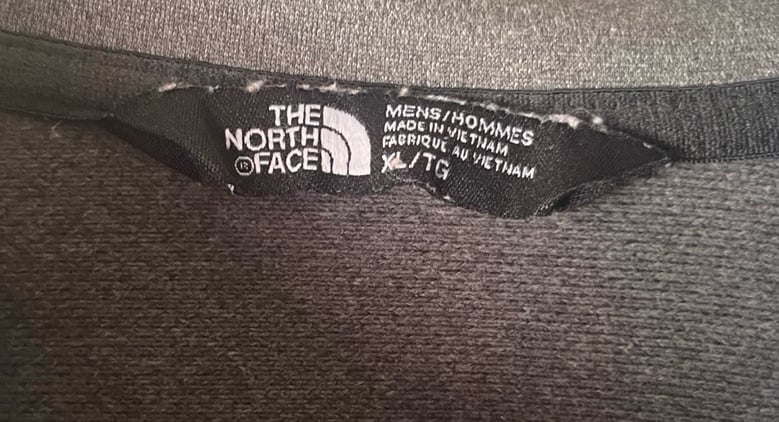 THE
NORTH
®FACE
MENS/HOMMES
MADE IN VIETNAM
FABRIQUE AU VIETNAM
XL/TG